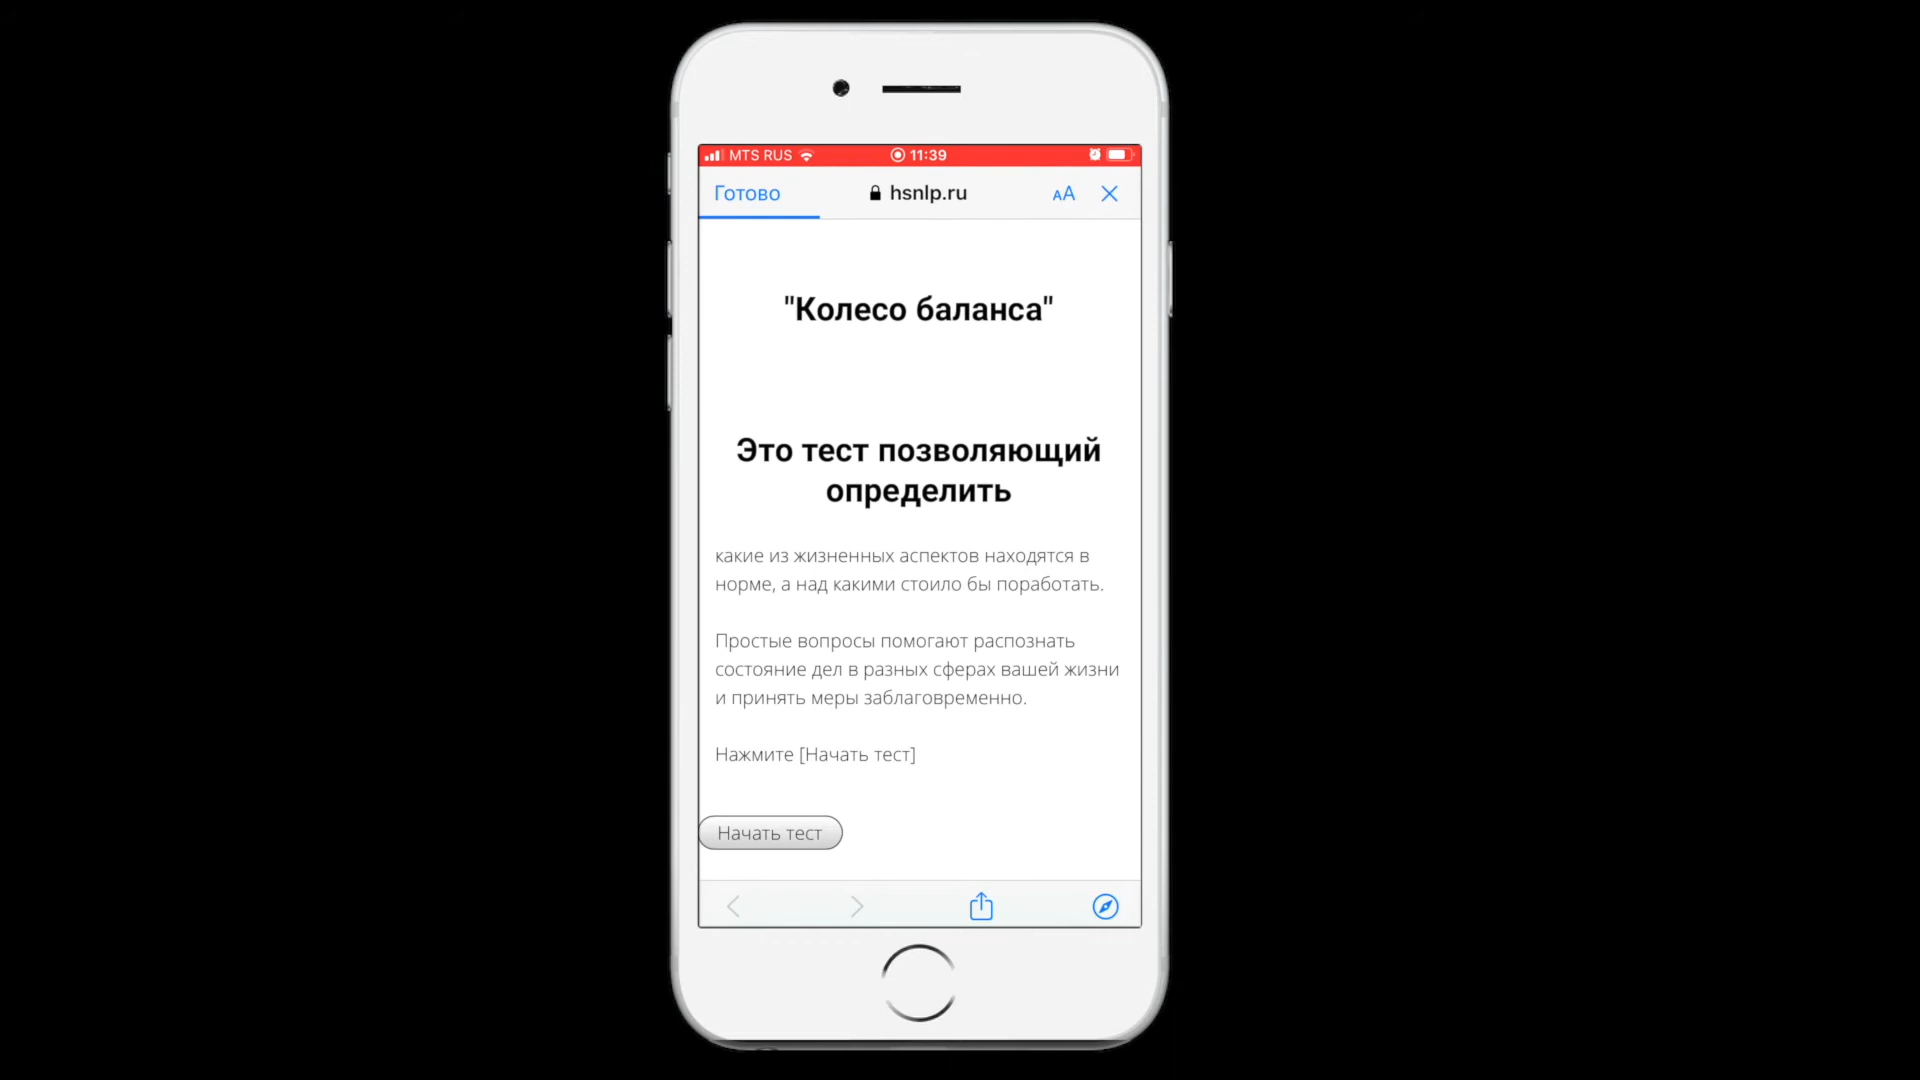 MTS RUS 11:39
Готово hsnlp.ru AA
"Колесо баланса"
Это тест позволяющий
определить
какие из жизненных аспектов находятся в
норме, а над какими стоило бы поработать.
Простые вопросы помогают распознать
состояние дел в разных сферах вашей жизни
и принять меры заблаговременно.
Нажмите [Начать тест]
Начать тест